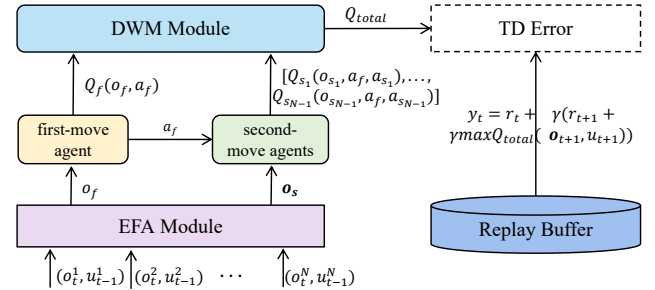 DWM Module
Q_total
TD Error
Q_f(o_f, a_f)
[Q_{s_1}(o_{s_1}, a_f, a_{s_1}), …,
Q_{s_{N-1}}(o_{s_{N-1}}, a_f, a_{s_{N-1}})]
first-move
agent
a_f
second-
move agents
y_t = r_t + γ(r_{t+1} +
γmaxQ_total( o_{t+1}, u_{t+1}))
o_f
o_s
EFA Module
Replay Buffer
(o_t^1, u_{t-1}^1) (o_t^2, u_{t-1}^2) ⋯ (o_t^N, u_{t-1}^N)